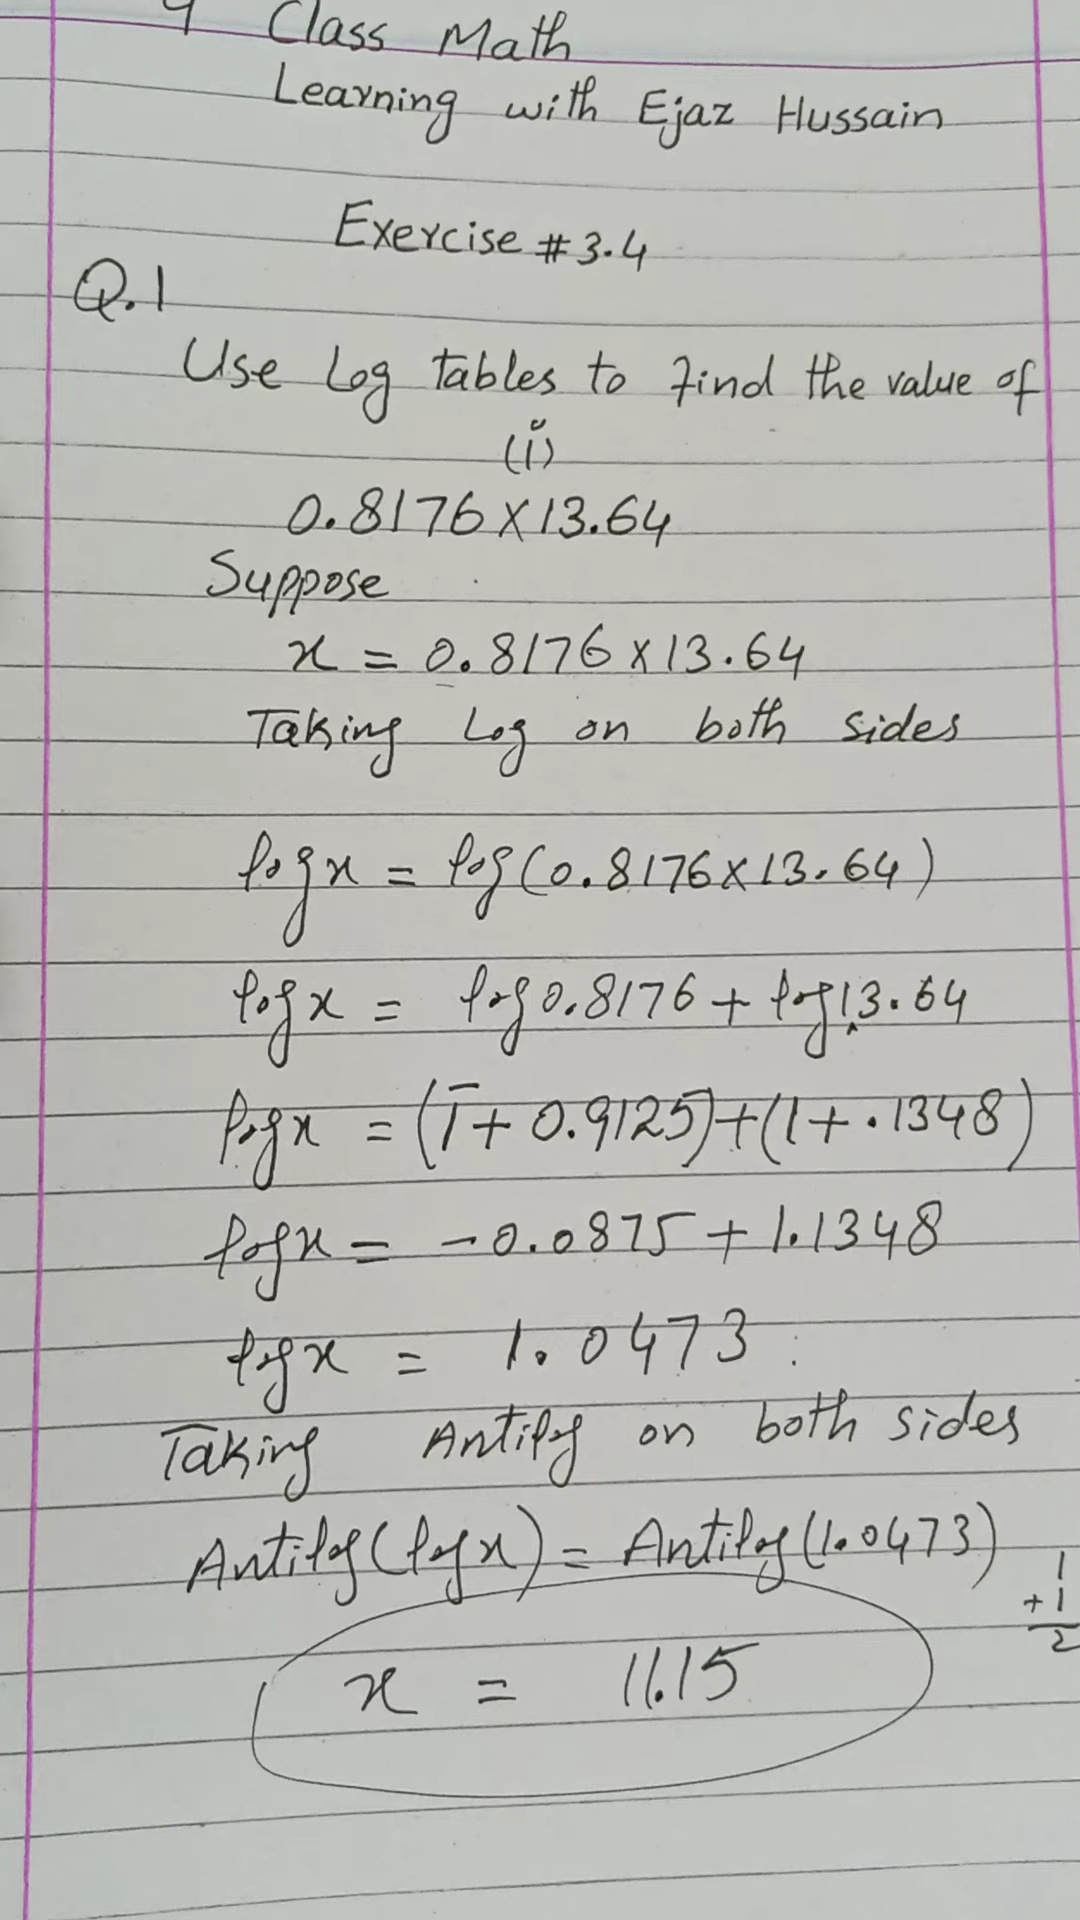 9 Class Math
Learning with Ejaz Hussain
Exercise # 3.4
Q.1
Use Log tables to find the value of
(i)
0.8176×13.64
Suppose
x = 0.8176×13.64
Taking Log on both sides
log x = log(0.8176×13.64)
log x = log 0.8176 + log 13.64
log x = (1̄ + 0.9125)+(1+.1348)
log x = -0.0875 + 1.1348
log x = 1.0473
Taking Antilog on both sides
Antilog(log x) = Antilog(1.0473)
1
+1
2
x = 11.15